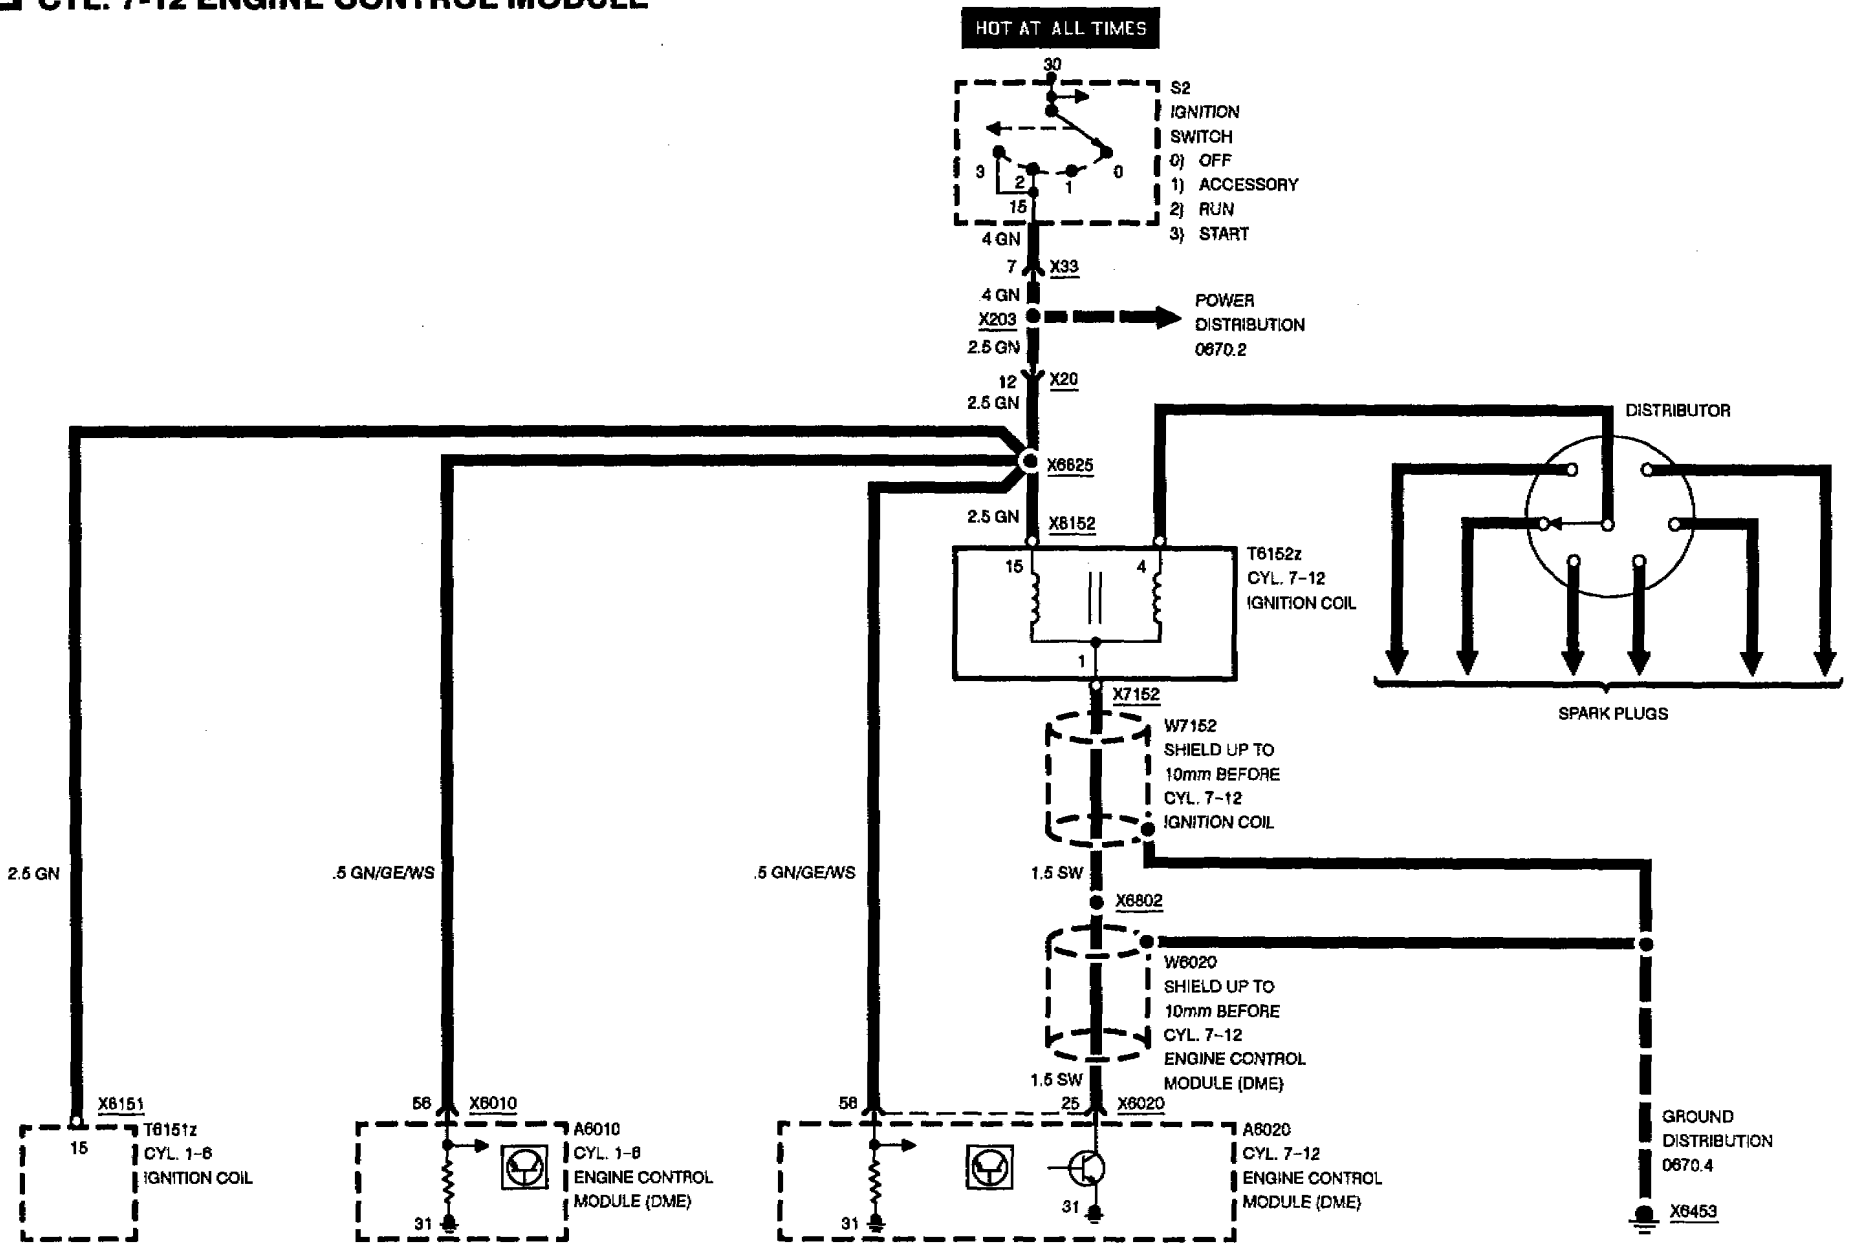 CYL. 7-12 ENGINE CONTROL MODULE
HOT AT ALL TIMES
30
S2
IGNITION
SWITCH
0) OFF
1) ACCESSORY
2) RUN
3) START
3
2
1
0
15
4 GN
7
X33
.4 GN
X203
POWER
DISTRIBUTION
0670.2
2.5 GN
12
X20
2.5 GN
X6825
DISTRIBUTOR
2.5 GN
X6152
15
4
T6152z
CYL. 7-12
IGNITION COIL
1
X7152
SPARK PLUGS
W7152
SHIELD UP TO
10mm BEFORE
CYL. 7-12
IGNITION COIL
2.5 GN
.5 GN/GE/WS
.5 GN/GE/WS
1.5 SW
X6802
W6020
SHIELD UP TO
10mm BEFORE
CYL. 7-12
ENGINE CONTROL
MODULE (DME)
1.5 SW
X6151
56
X6010
56
25
X6020
15
T6151z
CYL. 1-6
IGNITION COIL
A6010
CYL. 1-6
ENGINE CONTROL
MODULE (DME)
31
31
31
A6020
CYL. 7-12
ENGINE CONTROL
MODULE (DME)
GROUND
DISTRIBUTION
0670.4
X6453